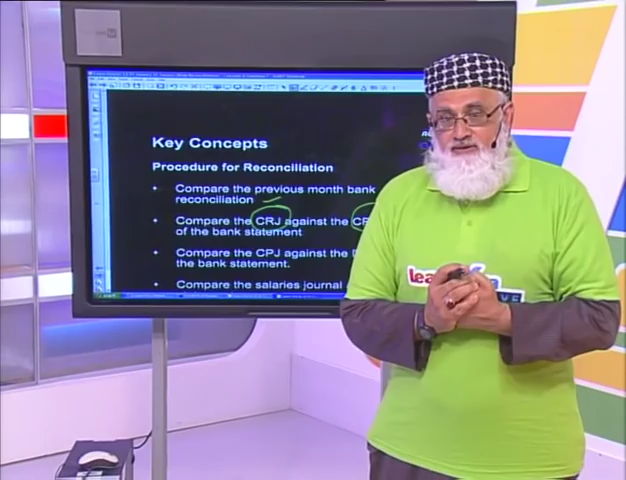 Key Concepts
Procedure for Reconciliation
• Compare the previous month bank
reconciliation
• Compare the CRJ against the
of the bank statement
• Compare the CPJ against the
the bank statement.
• Compare the salaries journal